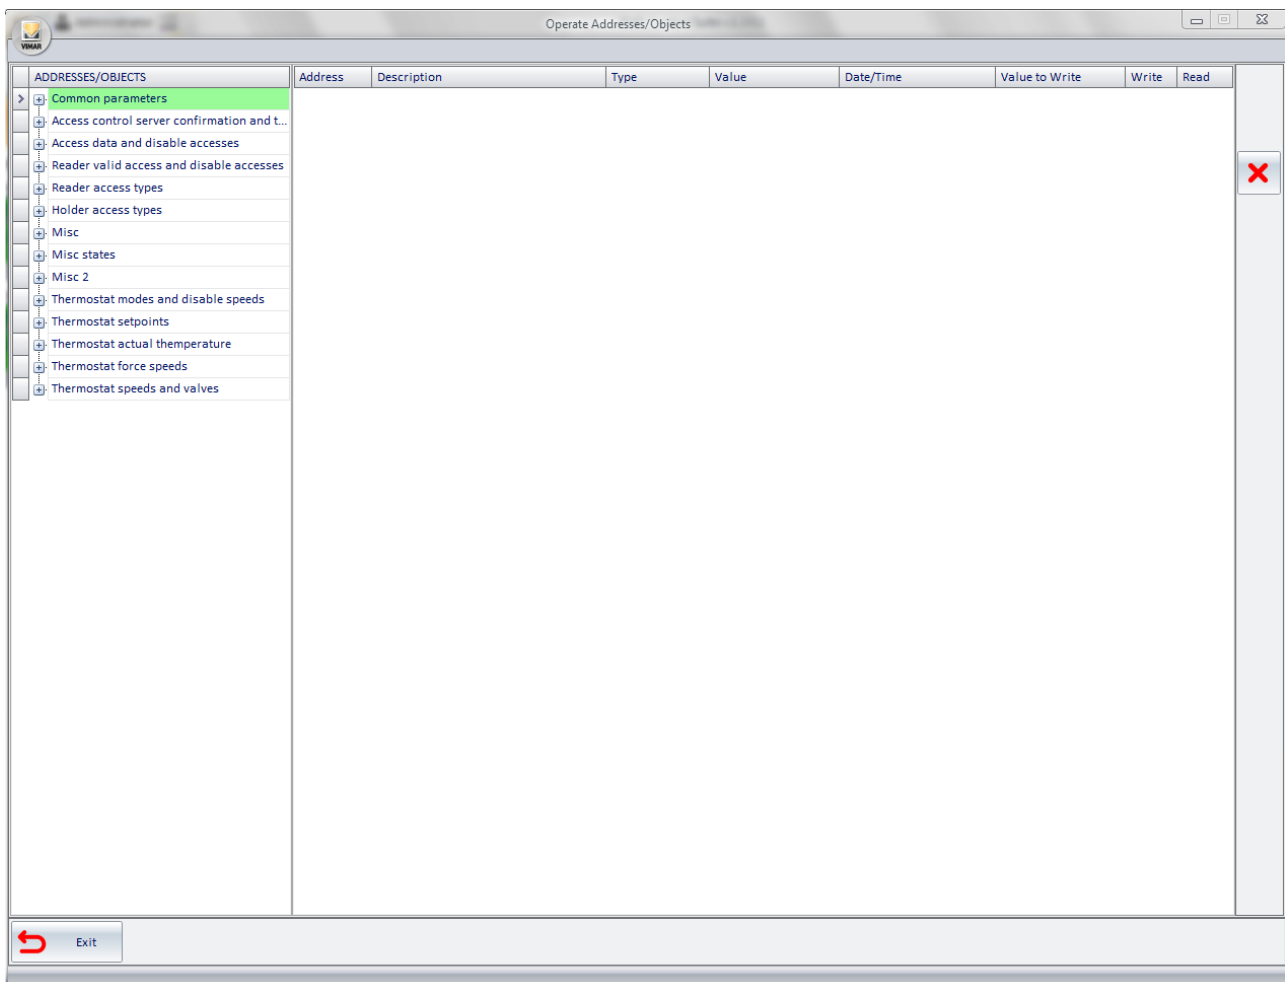 Operate Addresses/Objects
VIMAR
ADDRESSES/OBJECTS Address Description Type Value Date/Time Value to Write Write Read
Common parameters
Access control server confirmation and t...
Access data and disable accesses
Reader valid access and disable accesses
Reader access types
Holder access types
Misc
Misc states
Misc 2
Thermostat modes and disable speeds
Thermostat setpoints
Thermostat actual themperature
Thermostat force speeds
Thermostat speeds and valves
Exit